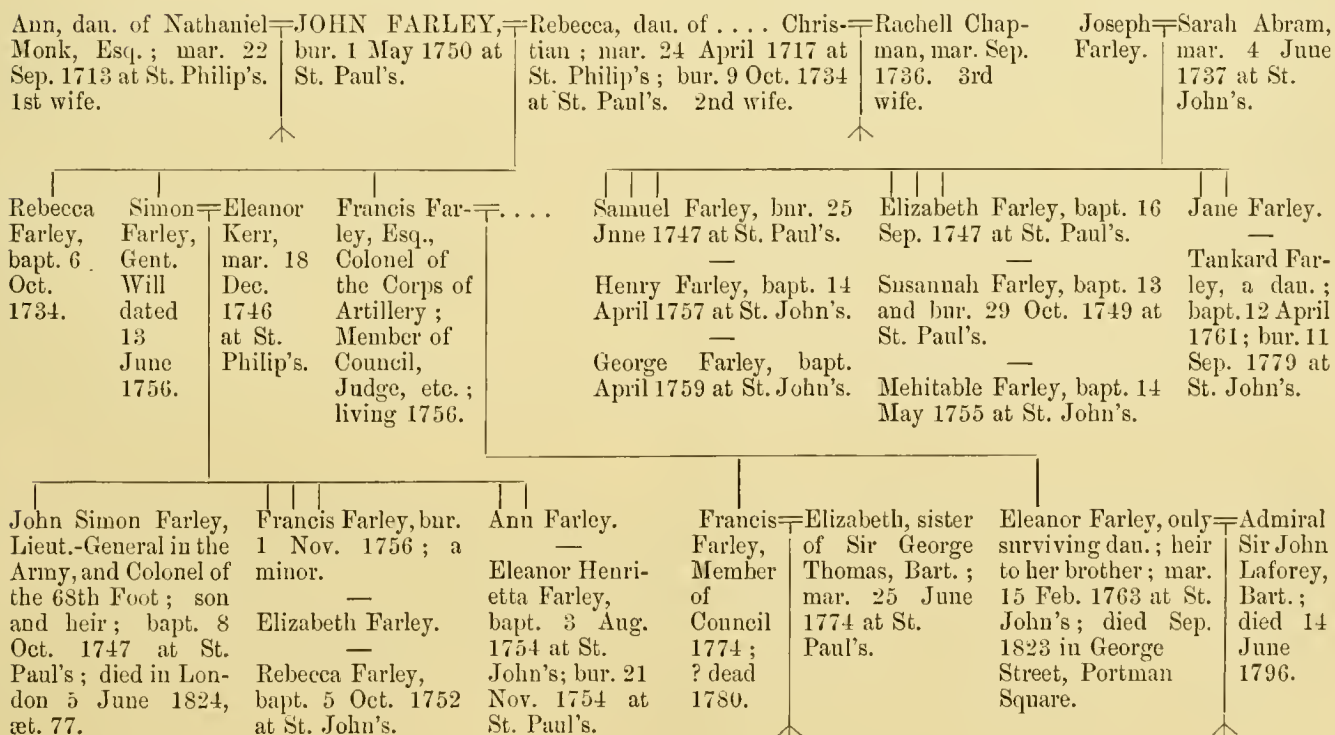 Ann, dau. of Nathaniel
Monk, Esq. ; mar. 22
Sep. 1713 at St. Philip's.
1st wife.
JOHN FARLEY,
bur. 1 May 1750 at
St. Paul's.
Rebecca, dau. of .... Chris-
tian ; mar. 24 April 1717 at
St. Philip's ; bur. 9 Oct. 1734
at St. Paul's. 2nd wife.
Rachell Chap-
man, mar. Sep.
1736. 3rd
wife.
Joseph
Farley.
Sarah Abram,
mar. 4 June
1737 at St.
John's.
Rebecca
Farley,
bapt. 6
Oct.
1734.
Simon
Farley,
Gent.
Will
dated
13
June
1756.
Eleanor
Kerr,
mar. 18
Dec.
1746
at St.
Philip's.
Francis Far-
ley, Esq.,
Colonel of
the Corps of
Artillery ;
Member of
Council,
Judge, etc. ;
living 1756.
....
Samuel Farley, bur. 25
June 1747 at St. Paul's.
—
Henry Farley, bapt. 14
April 1757 at St. John's.
—
George Farley, bapt.
April 1759 at St. John's.
Elizabeth Farley, bapt. 16
Sep. 1747 at St. Paul's.
—
Susannah Farley, bapt. 13
and bur. 29 Oct. 1749 at
St. Paul's.
—
Mehitable Farley, bapt. 14
May 1755 at St. John's.
Jane Farley.
—
Tankard Far-
ley, a dau. ;
bapt. 12 April
1761 ; bur. 11
Sep. 1779 at
St. John's.
John Simon Farley,
Lieut.-General in the
Army, and Colonel of
the 68th Foot ; son
and heir ; bapt. 8
Oct. 1747 at St.
Paul's ; died in Lon-
don 5 June 1824,
æt. 77.
Francis Farley, bur.
1 Nov. 1756 ; a
minor.
—
Elizabeth Farley.
—
Rebecca Farley,
bapt. 5 Oct. 1752
at St. John's.
Ann Farley.
—
Eleanor Henri-
etta Farley,
bapt. 3 Aug.
1754 at St.
John's; bur. 21
Nov. 1754 at
St. Paul's.
Francis
Farley,
Member
of
Council
1774 ;
? dead
1780.
Elizabeth, sister
of Sir George
Thomas, Bart. ;
mar. 25 June
1774 at St.
Paul's.
Eleanor Farley, only
surviving dau. ; heir
to her brother ; mar.
15 Feb. 1763 at St.
John's ; died Sep.
1823 in George
Street, Portman
Square.
Admiral
Sir John
Laforey,
Bart. ;
died 14
June
1796.